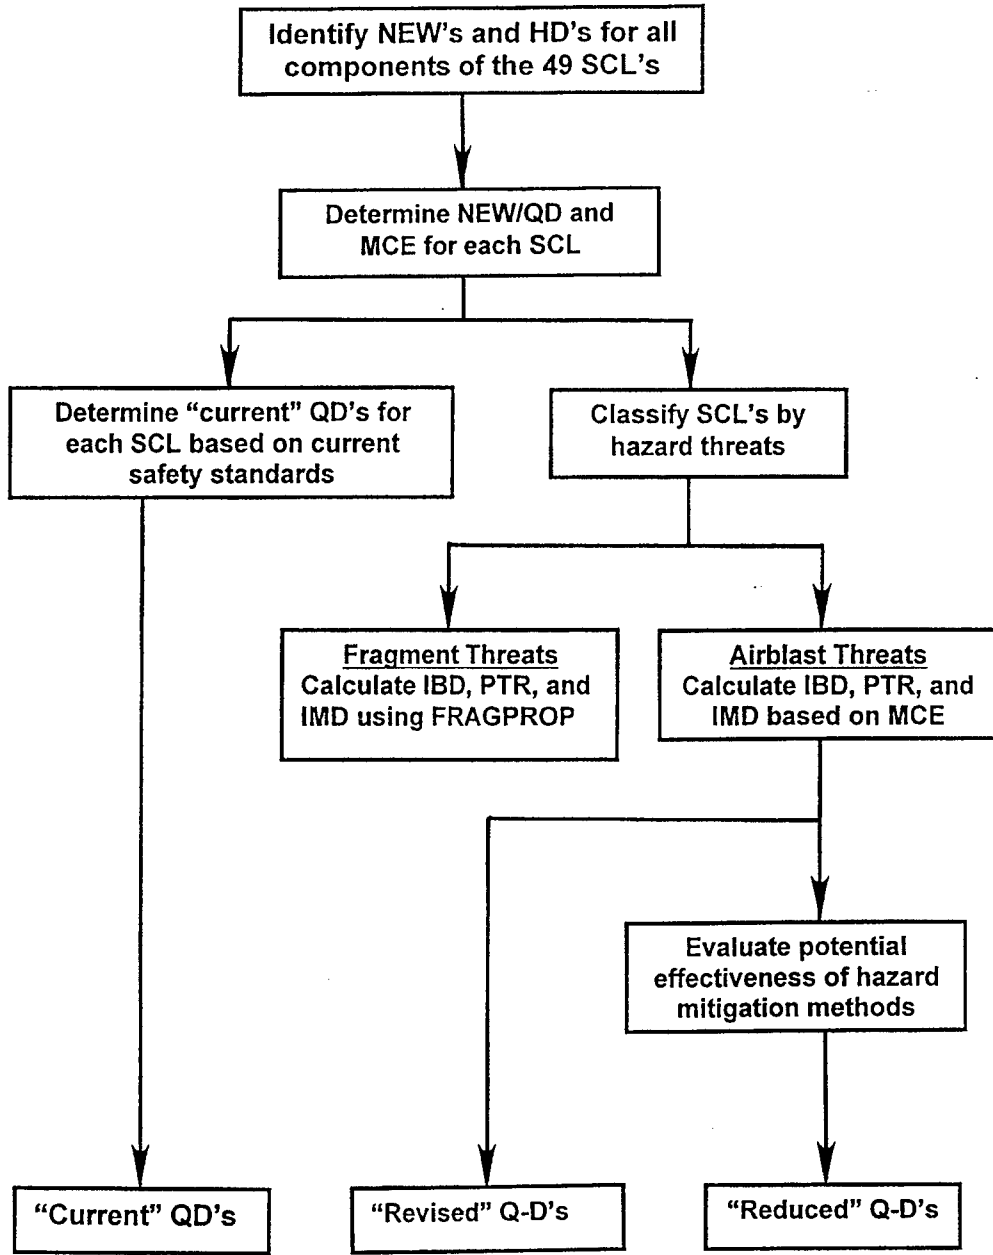 Identify NEW's and HD's for all
components of the 49 SCL's
Determine NEW/QD and
MCE for each SCL
Determine “current” QD's for
each SCL based on current
safety standards
Classify SCL's by
hazard threats
Fragment Threats
Calculate IBD, PTR, and
IMD using FRAGPROP
Airblast Threats
Calculate IBD, PTR, and
IMD based on MCE
Evaluate potential
effectiveness of hazard
mitigation methods
“Current” QD's
“Revised” Q-D's
“Reduced” Q-D's